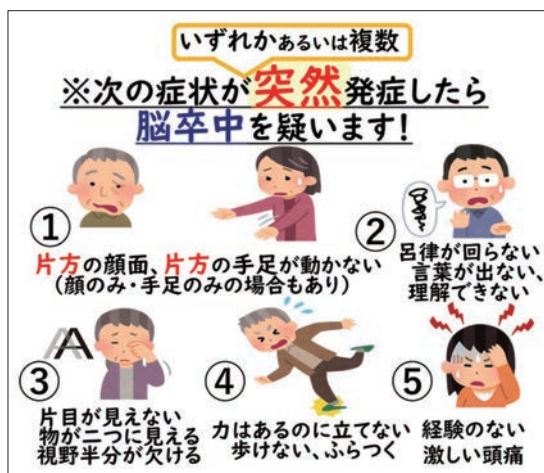 いずれかあるいは複数
※次の症状が突然発症したら
脳卒中を疑います!
①
片方の顔面、片方の手足が動かない
(顔のみ・手足のみの場合もあり)
②
呂律が回らない
言葉が出ない、
理解できない
A
③
片目が見えない
物が二つに見える
視野半分が欠ける
④
力はあるのに立てない
歩けない、ふらつく
⑤
経験のない
激しい頭痛